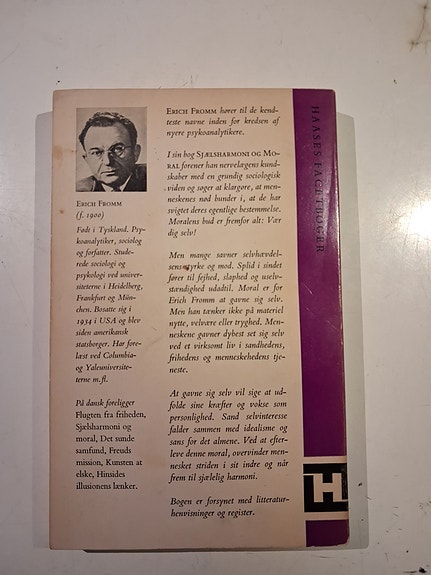 ERICH FROMM
(f. 1900)
Født i Tyskland. Psy-
koanalytiker, sociolog
og forfatter. Stude-
rede sociologi og
psykologi ved univer-
siteterne i Heidelberg,
Frankfurt og Mün-
chen. Bosatte sig i
1934 i USA og blev
siden amerikansk
statsborger. Har fore-
læst ved Columbia-
og Yaleuniversite-
terne m.fl.
På dansk foreligger
Flugten fra friheden,
Sjælsharmoni og
moral, Det sunde
samfund, Freuds
mission, Kunsten at
elske, Hinsides
illusionens lænker.
ERICH FROMM hører til de kend-
teste navne inden for kredsen af
nyere psykoanalytikere.
I sin bog SJÆLSHARMONI OG MO-
RAL forener han nervelægens kund-
skaber med en grundig sociologisk
viden og søger at klargøre, at men-
neskenes nød bunder i, at de har
svigtet deres egentlige bestemmelse.
Moralens bud er fremfor alt: Vær
dig selv!
Men mange savner selvhævdel-
sens styrke og mod. Splid i sindet
fører til fejhed, slaphed og uselv-
stændighed udadtil. Moral er for
Erich Fromm at gavne sig selv.
Men han tænker ikke på materiel
nytte, velvære eller tryghed. Men-
neskene gavner dybest set sig selv
ved et virksomt liv i sandhedens,
frihedens og menneskehedens tje-
neste.
At gavne sig selv vil sige at ud-
folde sine kræfter og vokse som
personlighed. Sand selvinteresse
falder sammen med idealisme og
sans for det almene. Ved at efter-
leve denne moral, overvinder men-
nesket striden i sit indre og når
frem til sjælelig harmoni.
Bogen er forsynet med litteratur-
henvisninger og register.
HAASES FACETBØGER
H